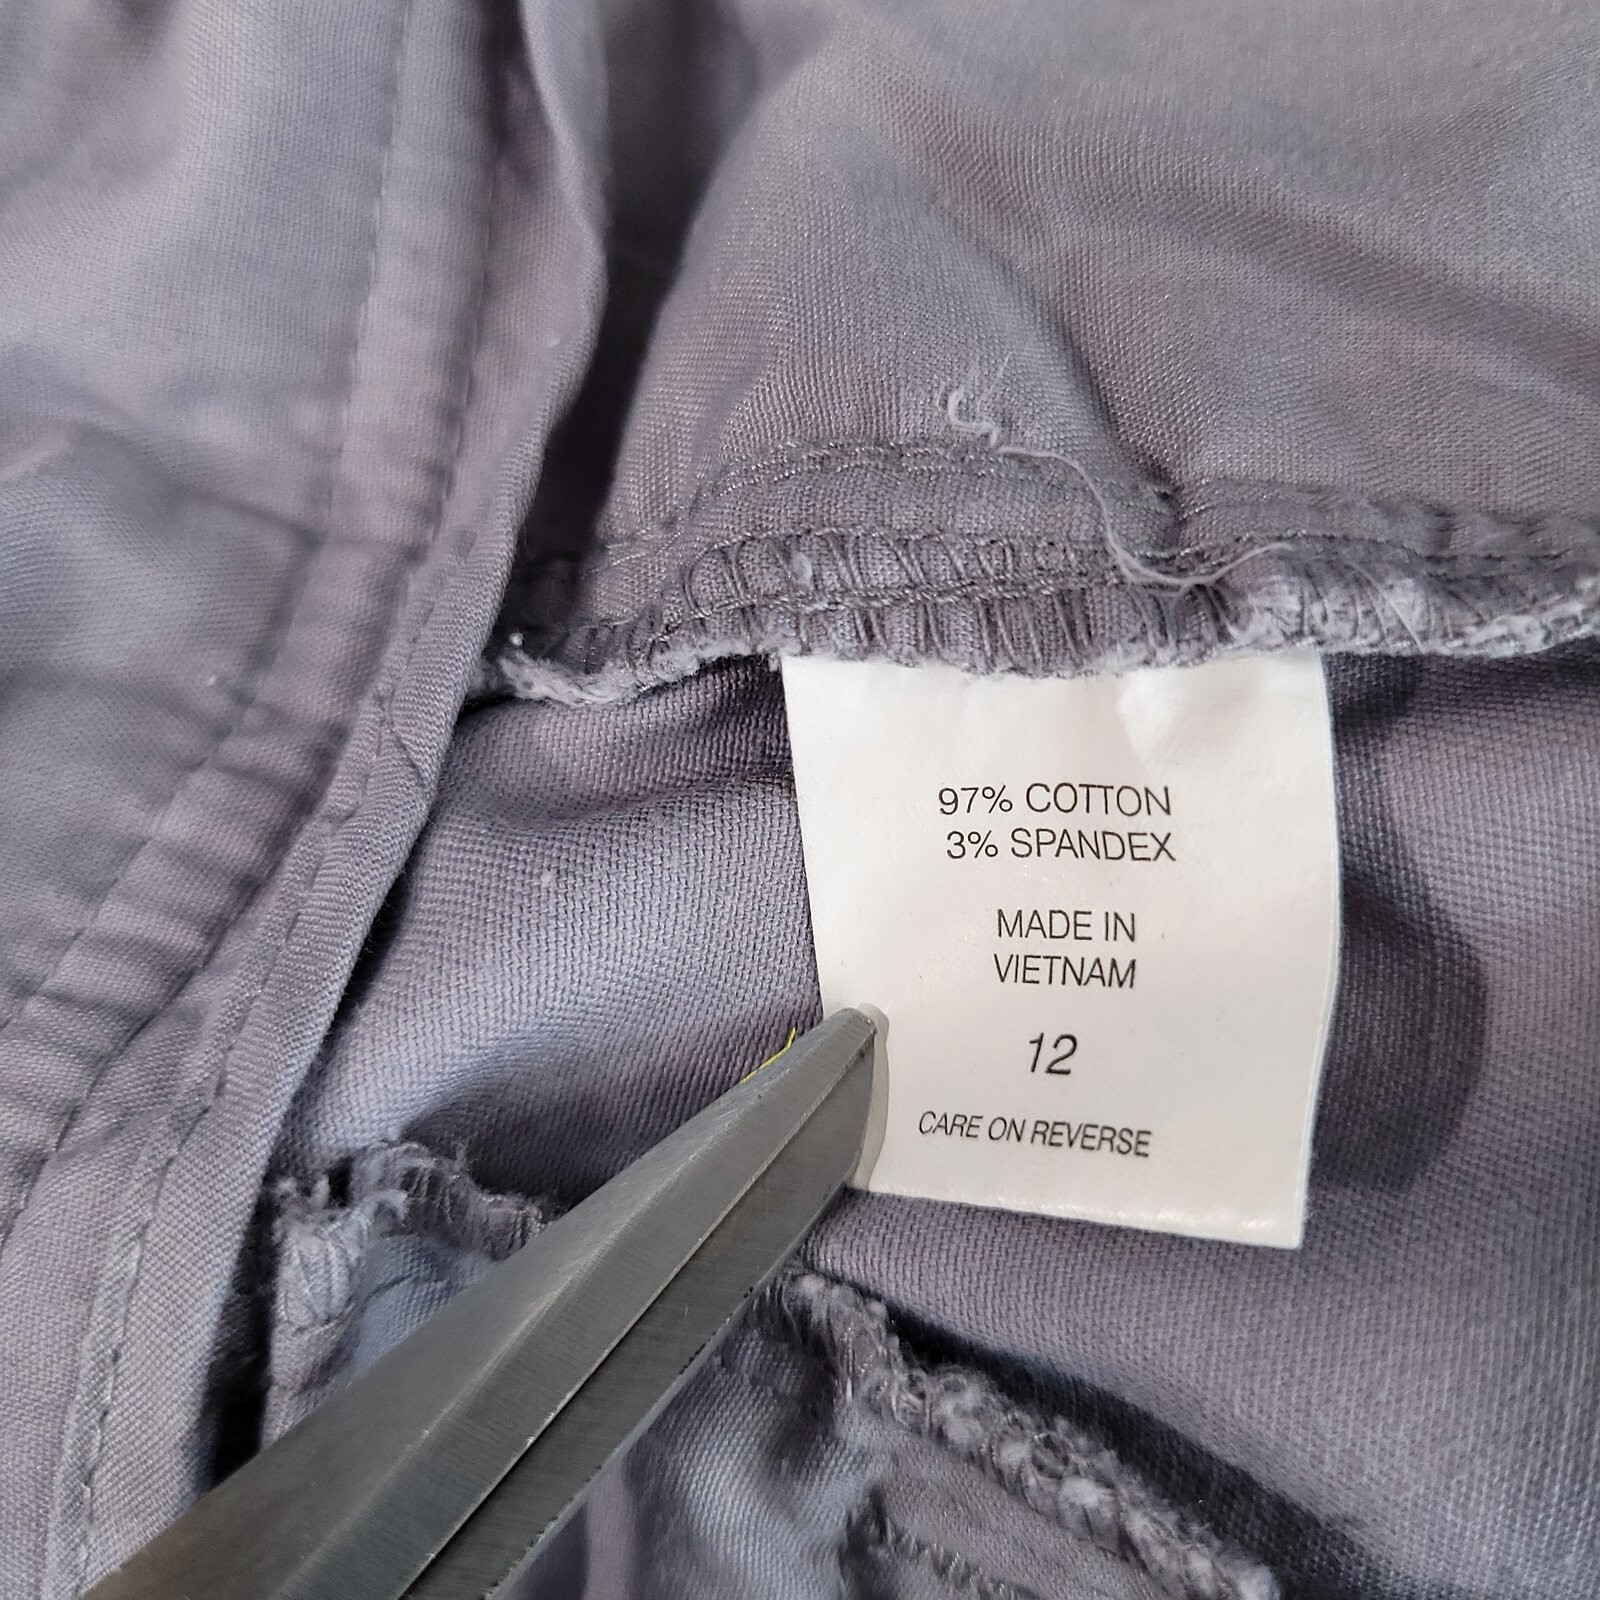 97% COTTON
3% SPANDEX
MADE IN
VIETNAM
12
CARE ON REVERSE